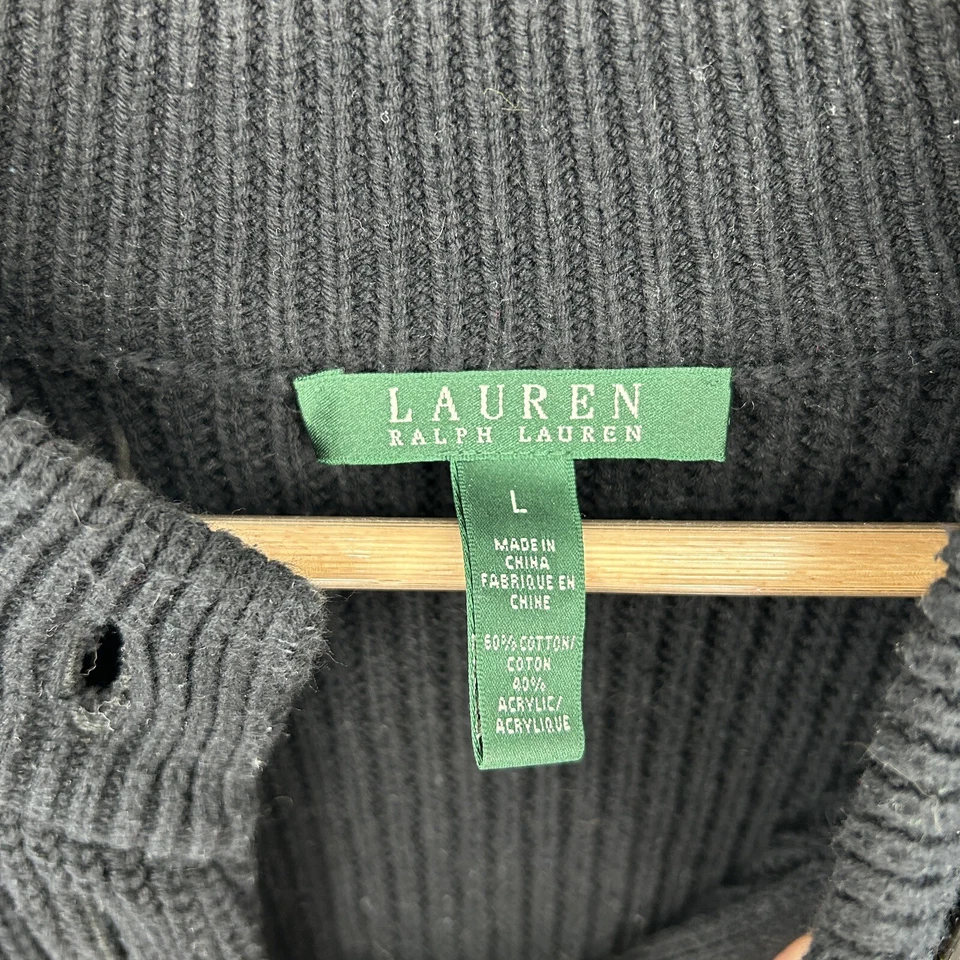 LAUREN
RALPH LAUREN
L
MADE IN
CHINA
FABRIQUE EN
CHINE
60% COTTON/
COTON
40%
ACRYLIC/
ACRYLIQUE